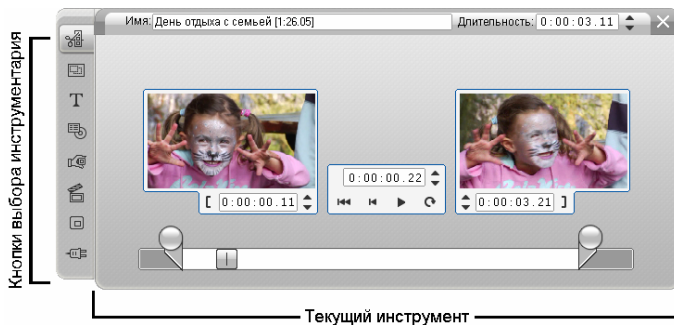 Имя: День отдыха с семьей [1:26.05] Длительность: 0:00:03.11
Кнопки выбора инструментария
T
0:00:00.22
[ 0:00:00.11
0:00:03.21 ]
Текущий инструмент